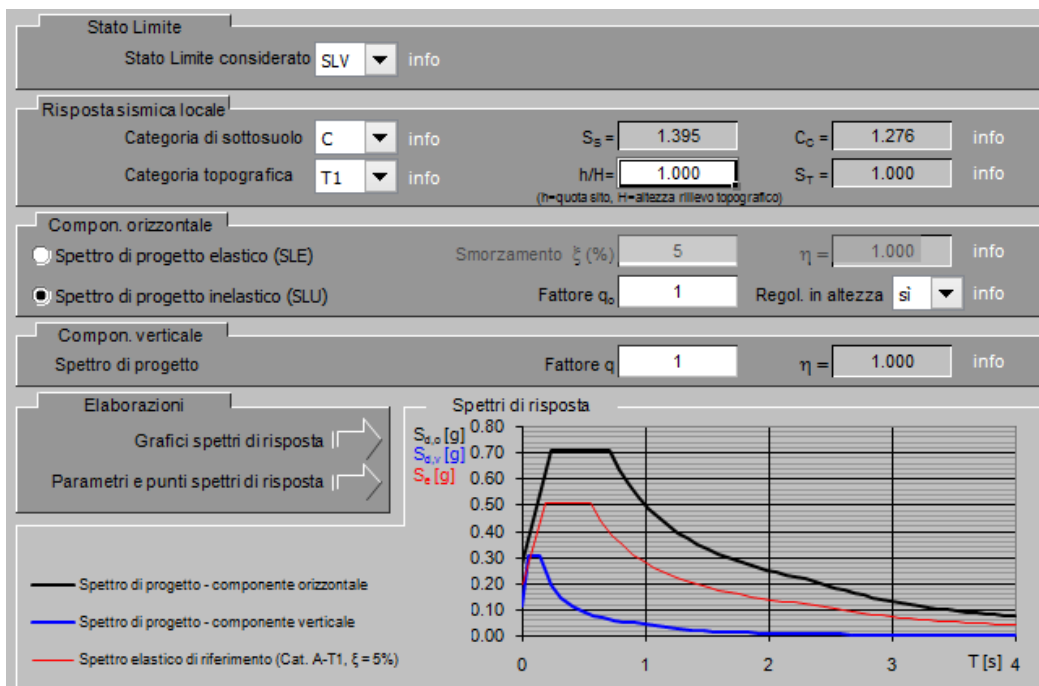 Stato Limite
Stato Limite considerato SLV info
Risposta sismica locale
Categoria di sottosuolo C info S_S = 1.395 C_C = 1.276 info
Categoria topografica T1 info h/H= 1.000 S_T = 1.000 info
(h=quota sito, H=altezza rilievo topografico)
Compon. orizzontale
Spettro di progetto elastico (SLE) Smorzamento ξ (%) 5 η = 1.000 info
Spettro di progetto inelastico (SLU) Fattore q_o 1 Regol. in altezza sì info
Compon. verticale
Spettro di progetto Fattore q 1 η = 1.000 info
Elaborazioni
Grafici spettri di risposta
Parametri e punti spettri di risposta
Spettri di risposta
S_d,o [g]
S_d,v [g]
S_e [g]
0.80
0.70
0.60
0.50
0.40
0.30
0.20
0.10
0.00
0 1 2 3 T [s] 4
Spettro di progetto - componente orizzontale
Spettro di progetto - componente verticale
Spettro elastico di riferimento (Cat. A-T1, ξ = 5%)